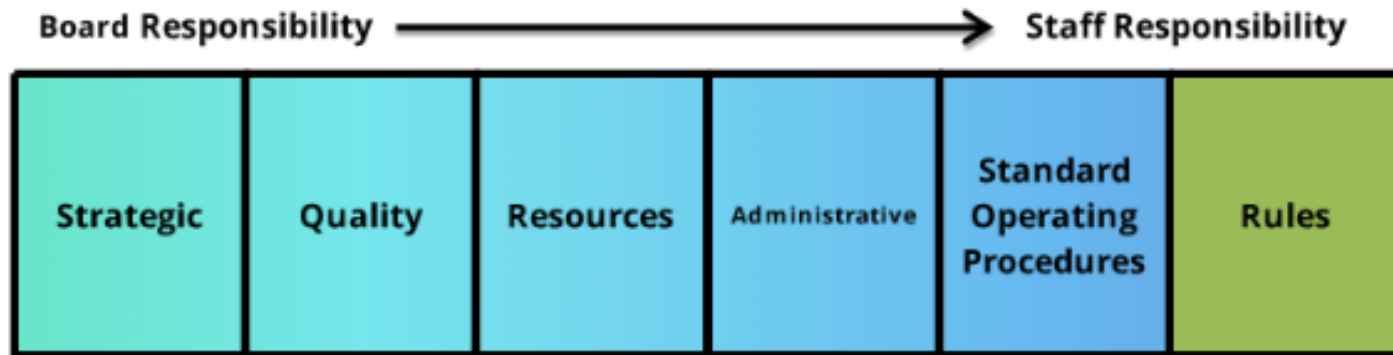 Board Responsibility
Staff Responsibility
Strategic
Quality
Resources
Administrative
Standard
Operating
Procedures
Rules